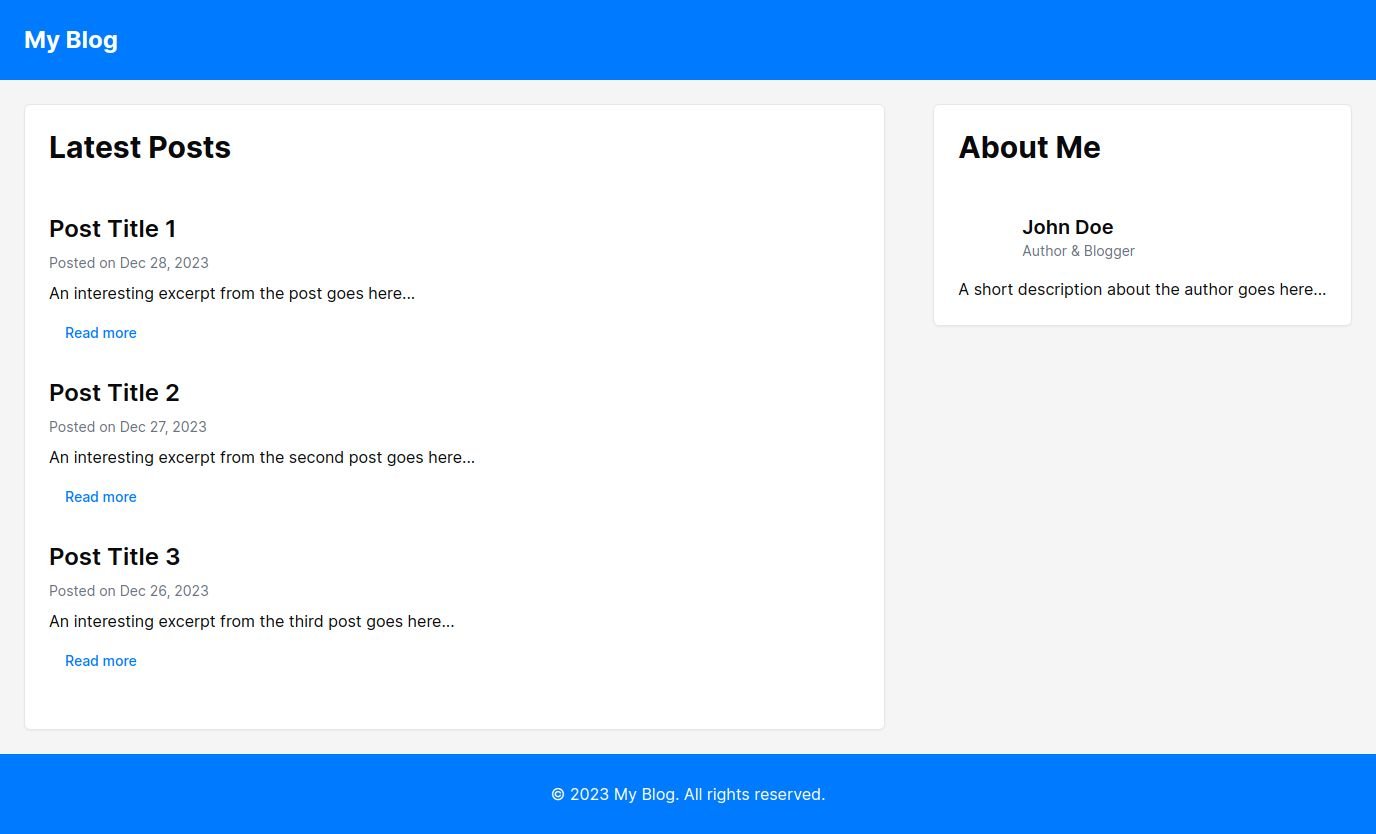 My Blog
Latest Posts
Post Title 1
Posted on Dec 28, 2023
An interesting excerpt from the post goes here...
Read more
Post Title 2
Posted on Dec 27, 2023
An interesting excerpt from the second post goes here...
Read more
Post Title 3
Posted on Dec 26, 2023
An interesting excerpt from the third post goes here...
Read more
About Me
John Doe
Author & Blogger
A short description about the author goes here...
© 2023 My Blog. All rights reserved.